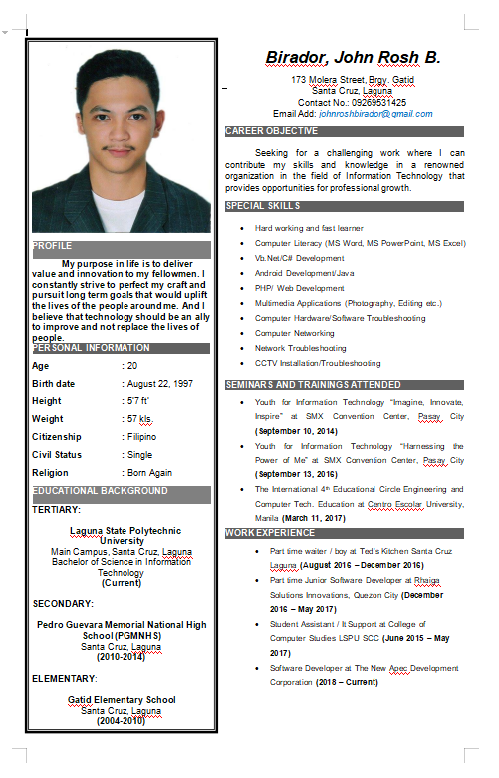 PROFILE
My purpose in life is to deliver
value and innovation to my fellowmen. I
constantly strive to perfect my craft and
pursuit long term goals that would uplift
the lives of the people around me. And I
believe that technology should be an ally
to improve and not replace the lives of
people.
PERSONAL INFORMATION
Age : 20
Birth date : August 22, 1997
Height : 5'7 ft"
Weight : 57 kls.
Citizenship : Filipino
Civil Status : Single
Religion : Born Again
EDUCATIONAL BACKGROUND
TERTIARY:
Laguna State Polytechnic
University
Main Campus, Santa Cruz, Laguna
Bachelor of Science in Information
Technology
(Current)
SECONDARY:
Pedro Guevara Memorial National High
School (PGMNHS)
Santa Cruz, Laguna
(2010-2014)
ELEMENTARY:
Gatid Elementary School
Santa Cruz, Laguna
(2004-2010)
Birador, John Rosh B.
173 Molera Street, Brgy. Gatid
Santa Cruz, Laguna
Contact No.: 09269531425
Email Add: johnroshbirador@gmail.com
CAREER OBJECTIVE
Seeking for a challenging work where I can
contribute my skills and knowledge in a renowned
organization in the field of Information Technology that
provides opportunities for professional growth.
SPECIAL SKILLS
• Hard working and fast learner
• Computer Literacy (MS Word, MS PowerPoint, MS Excel)
• Vb.Net/C# Development
• Android Development/Java
• PHP/ Web Development
• Multimedia Applications (Photography, Editing etc.)
• Computer Hardware/Software Troubleshooting
• Computer Networking
• Network Troubleshooting
• CCTV Installation/Troubleshooting
SEMINARS AND TRAININGS ATTENDED
• Youth for Information Technology "Imagine, Innovate,
Inspire" at SMX Convention Center, Pasay City
(September 10, 2014)
• Youth for Information Technology "Harnessing the
Power of Me" at SMX Convention Center, Pasay City
(September 13, 2016)
• The International 4th Educational Circle Engineering and
Computer Tech. Education at Centro Escolar University,
Manila (March 11, 2017)
WORK EXPERIENCE
• Part time waiter / boy at Ted's Kitchen Santa Cruz
Laguna (August 2016 – December 2016)
• Part time Junior Software Developer at Rhaiga
Solutions Innovations, Quezon City (December
2016 – May 2017)
• Student Assistant / It Support at College of
Computer Studies LSPU SCC (June 2015 – May
2017)
• Software Developer at The New Apec Development
Corporation (2018 – Current)